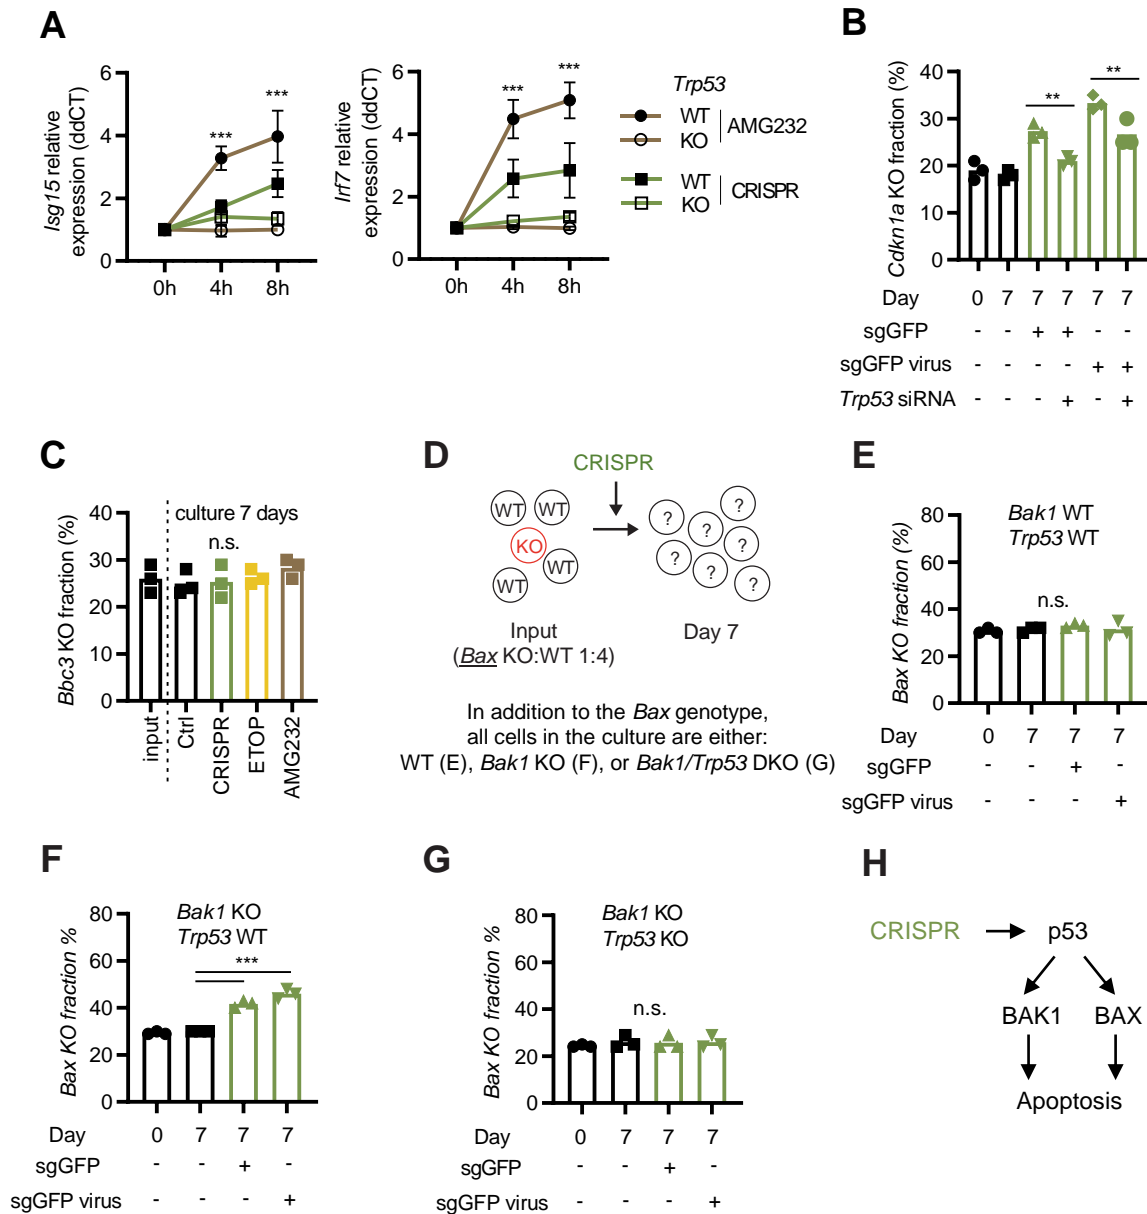 A
Isg15 relative
expression (ddCT)
6
4
2
0
***
***
0h
4h
8h
Irf7 relative
expression (ddCT)
6
4
2
0
***
***
0h
4h
8h
Trp53
WT
KO
AMG232
WT
KO
CRISPR
B
Cdkn1a KO fraction (%)
40
30
20
10
0
**
**
Day 0 7 7 7 7 7
sgGFP - - + + - -
sgGFP virus - - - - + +
Trp53 siRNA - - - + - +
C
Bbc3 KO fraction (%)
40
30
20
10
0
culture 7 days
n.s.
input
Ctrl
CRISPR
ETOP
AMG232
D
CRISPR
WT
WT
KO
WT
WT
?
?
?
?
?
?
?
Input
(Bax KO:WT 1:4)
Day 7
In addition to the Bax genotype,
all cells in the culture are either:
WT (E), Bak1 KO (F), or Bak1/Trp53 DKO (G)
E
Bax KO fraction (%)
80
60
40
20
0
Bak1 WT
Trp53 WT
n.s.
Day 0 7 7 7
sgGFP - - + -
sgGFP virus - - - +
F
Bax KO fraction %
80
60
40
20
0
Bak1 KO
Trp53 WT
***
Day 0 7 7 7
sgGFP - - + -
sgGFP virus - - - +
G
Bax KO fraction %
80
60
40
20
0
Bak1 KO
Trp53 KO
n.s.
Day 0 7 7 7
sgGFP - - + -
sgGFP virus - - - +
H
CRISPR
p53
BAK1
BAX
Apoptosis